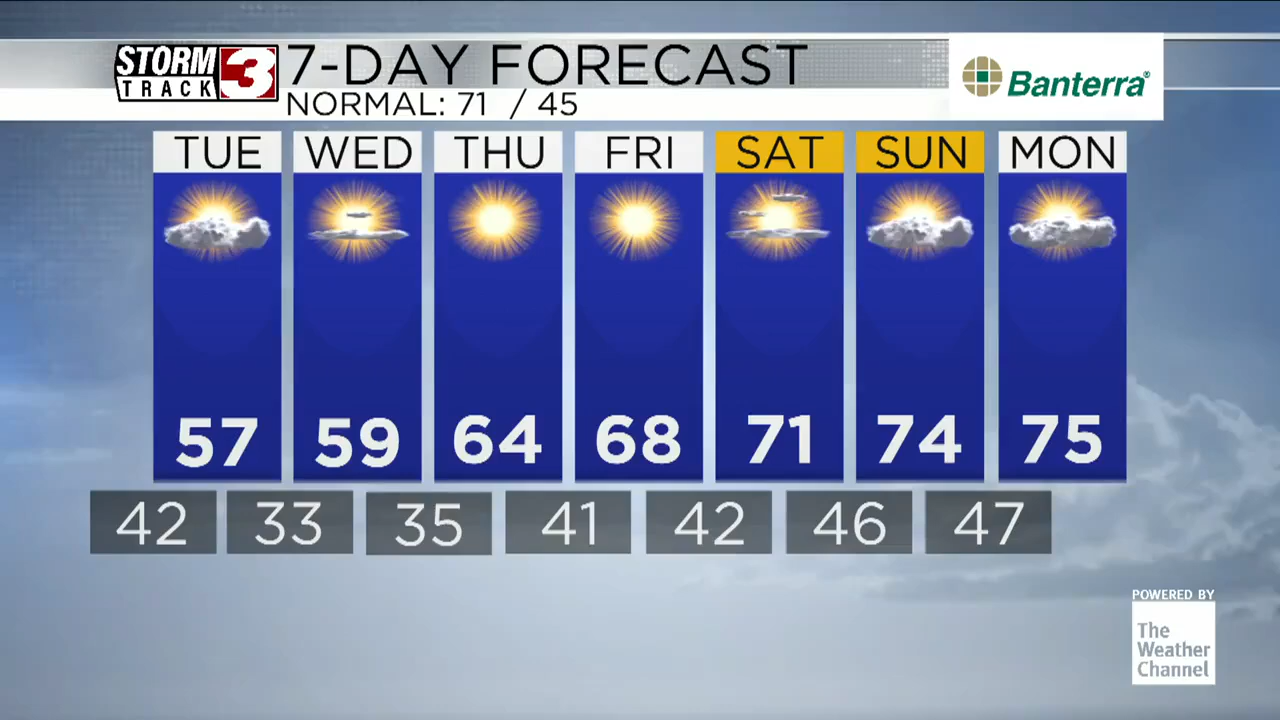 STORM
TRACK 3
7-DAY FORECAST
NORMAL: 71 / 45
Banterra®
TUE WED THU FRI SAT SUN MON
57 59 64 68 71 74 75
42 33 35 41 42 46 47
POWERED BY
The
Weather
Channel